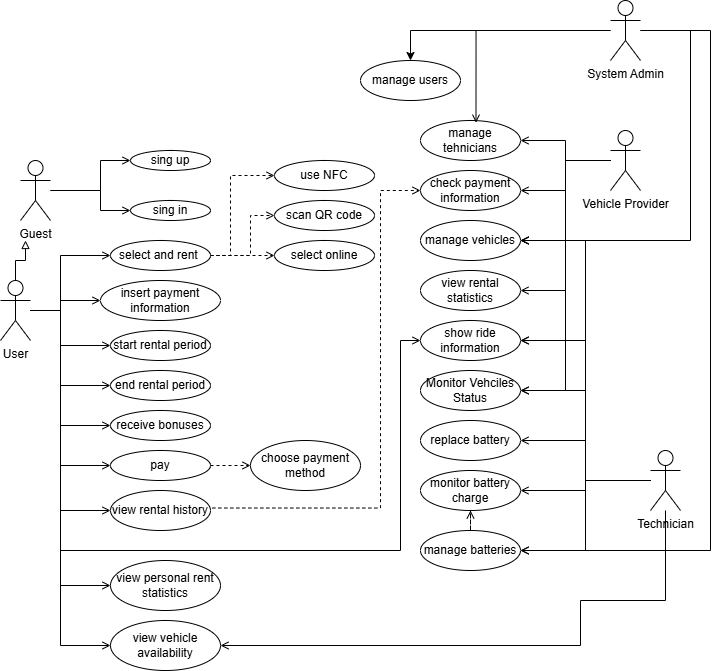 System Admin
manage users
manage
tehnicians
sing up
use NFC
check payment
information
Vehicle Provider
sing in
scan QR code
Guest
manage vehicles
select and rent
select online
insert payment
information
view rental
statistics
User
start rental period
show ride
information
end rental period
Monitor Vehciles
Status
receive bonuses
replace battery
pay
choose payment
method
monitor battery
charge
view rental history
Technician
manage batteries
view personal rent
statistics
view vehicle
availability